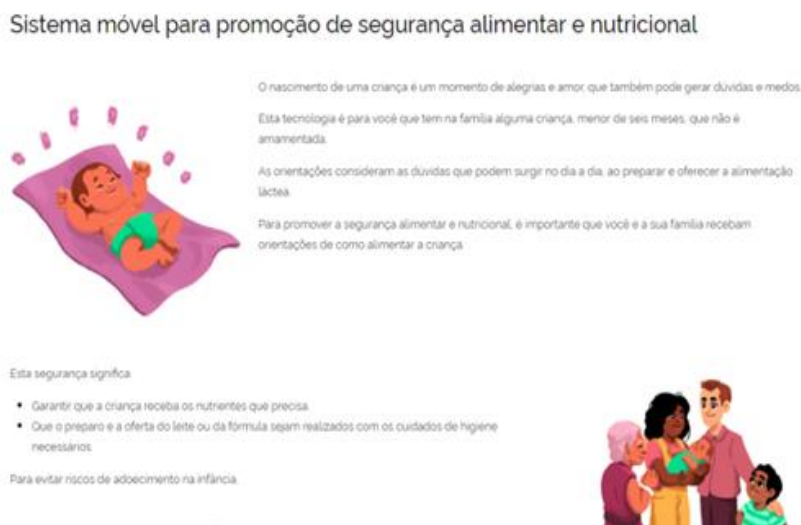 Sistema móvel para promoção de segurança alimentar e nutricional
O nascimento de uma criança é um momento de alegrias e amor, que também pode gerar dúvidas e medos.
Esta tecnologia é para você que tem na família alguma criança, menor de seis meses, que não é
amamentada.
As orientações consideram as dúvidas que podem surgir no dia a dia, ao preparar e oferecer a alimentação
láctea.
Para promover a segurança alimentar e nutricional, é importante que você e a sua família recebam
orientações de como alimentar a criança.
Esta segurança significa:
• Garantir que a criança receba os nutrientes que precisa.
• Que o preparo e a oferta do leite ou da fórmula sejam realizados com os cuidados de higiene
necessários.
Para evitar riscos de adoecimento na infância.